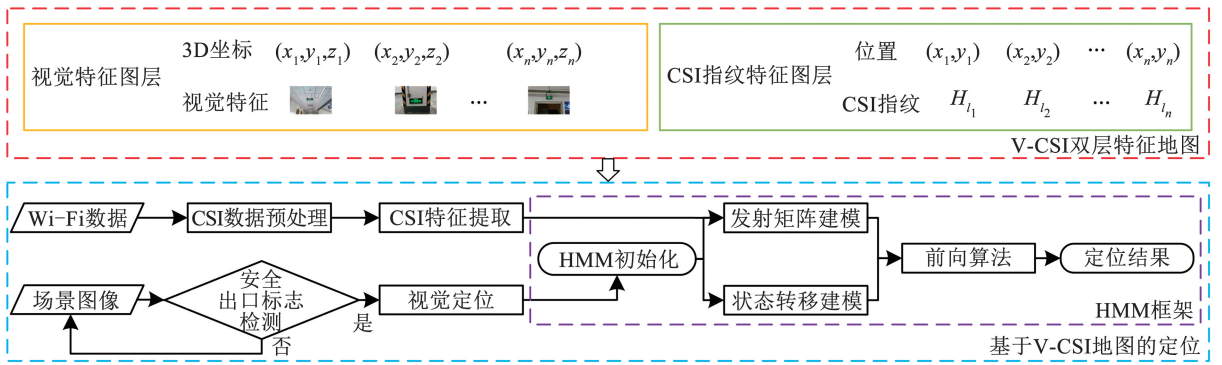 3D坐标 (x₁,y₁,z₁) (x₂,y₂,z₂) (xₙ,yₙ,zₙ)
视觉特征图层
视觉特征 ···
位置 (x₁,y₁) (x₂,y₂) ··· (xₙ,yₙ)
CSI指纹特征图层
CSI指纹 H_{l₁} H_{l₂} ··· H_{lₙ}
V-CSI双层特征地图
Wi-Fi数据 CSI数据预处理 CSI特征提取 发射矩阵建模
HMM初始化 前向算法 定位结果
场景图像
安全
出口标志
检测
是
否
视觉定位 状态转移建模
HMM框架
基于V-CSI地图的定位